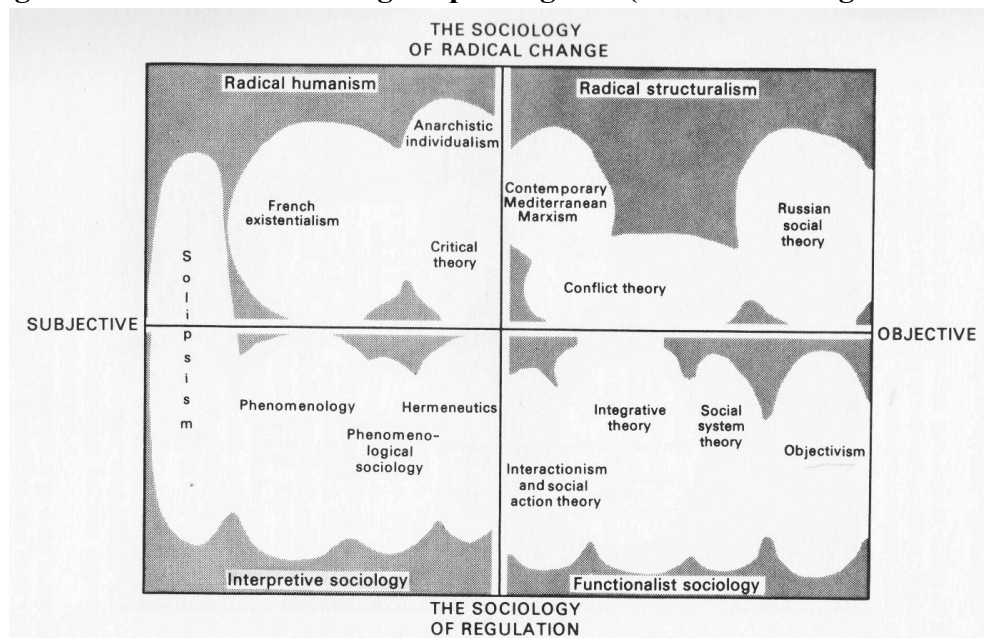 THE SOCIOLOGY
OF RADICAL CHANGE
Radical humanism
Radical structuralism
Anarchistic
individualism
French
existentialism
Critical
theory
Contemporary
Mediterranean
Marxism
Russian
social
theory
Conflict theory
Solipsism
SUBJECTIVE
OBJECTIVE
Phenomenology
Hermeneutics
Phenomeno-
logical
sociology
Integrative
theory
Social
system
theory
Objectivism
Interactionism
and social
action theory
Interpretive sociology
Functionalist sociology
THE SOCIOLOGY
OF REGULATION